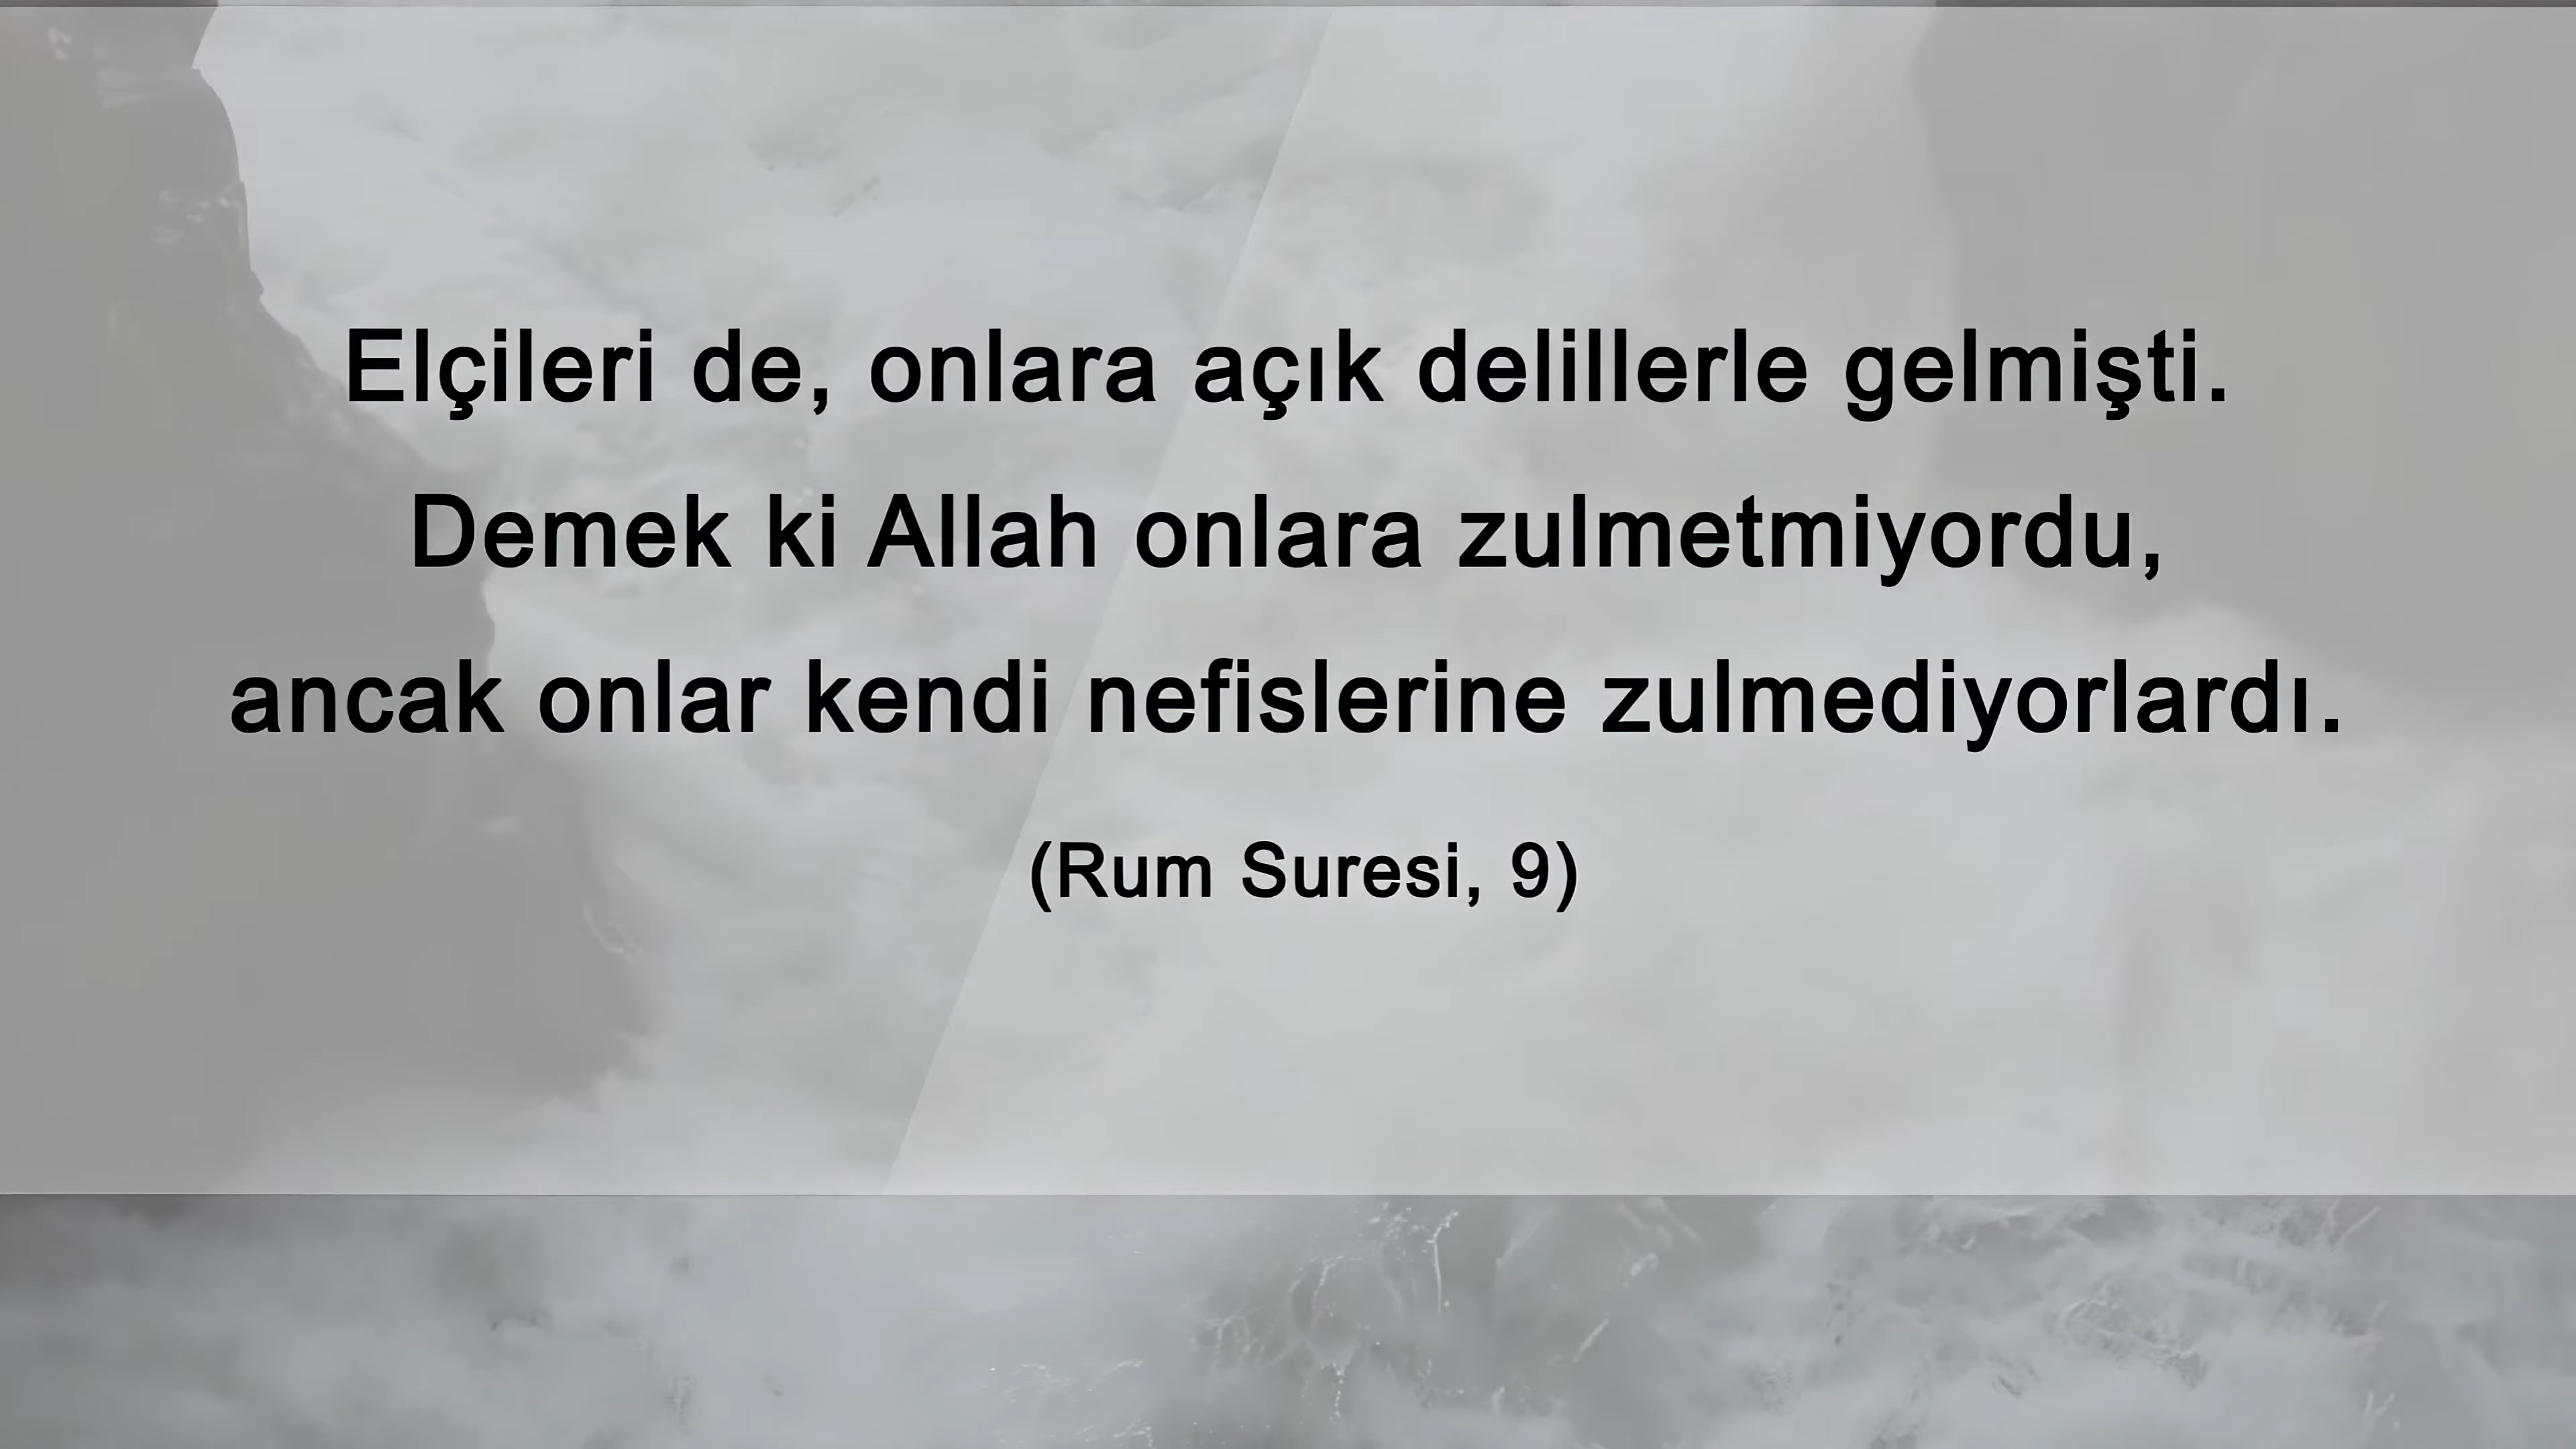 Elçileri de, onlara açık delillerle gelmişti.
Demek ki Allah onlara zulmetmiyordu,
ancak onlar kendi nefislerine zulmediyorlardı.
(Rum Suresi, 9)